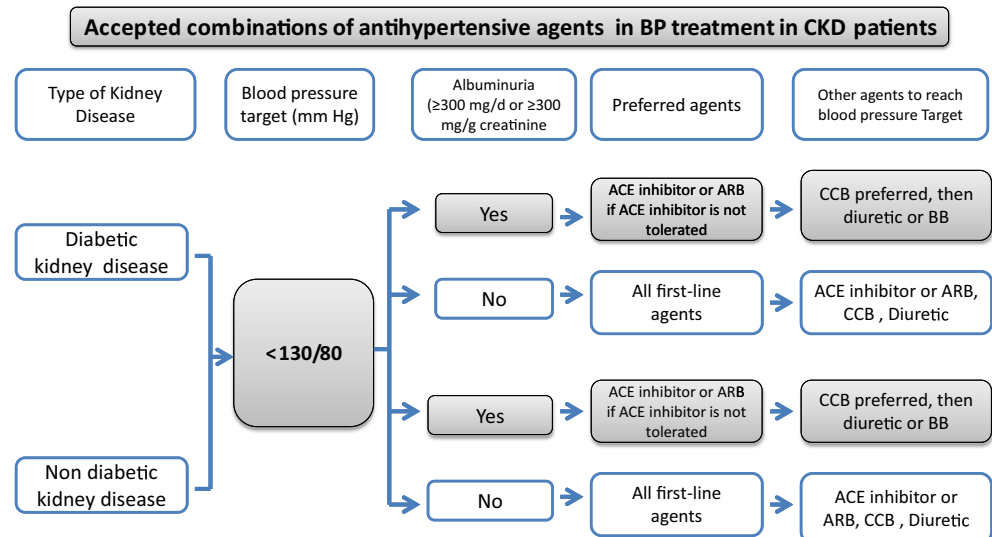 Accepted combinations of antihypertensive agents in BP treatment in CKD patients
Type of Kidney
Disease
Blood pressure
target (mm Hg)
Albuminuria
(≥300 mg/d or ≥300
mg/g creatinine
Preferred agents
Other agents to reach
blood pressure Target
Diabetic
kidney disease
Non diabetic
kidney disease
<130/80
Yes
ACE inhibitor or ARB
if ACE inhibitor is not
tolerated
CCB preferred, then
diuretic or BB
No
All first-line
agents
ACE inhibitor or ARB,
CCB , Diuretic
Yes
ACE inhibitor or ARB
if ACE inhibitor is not
tolerated
CCB preferred, then
diuretic or BB
No
All first-line
agents
ACE inhibitor or
ARB, CCB , Diuretic